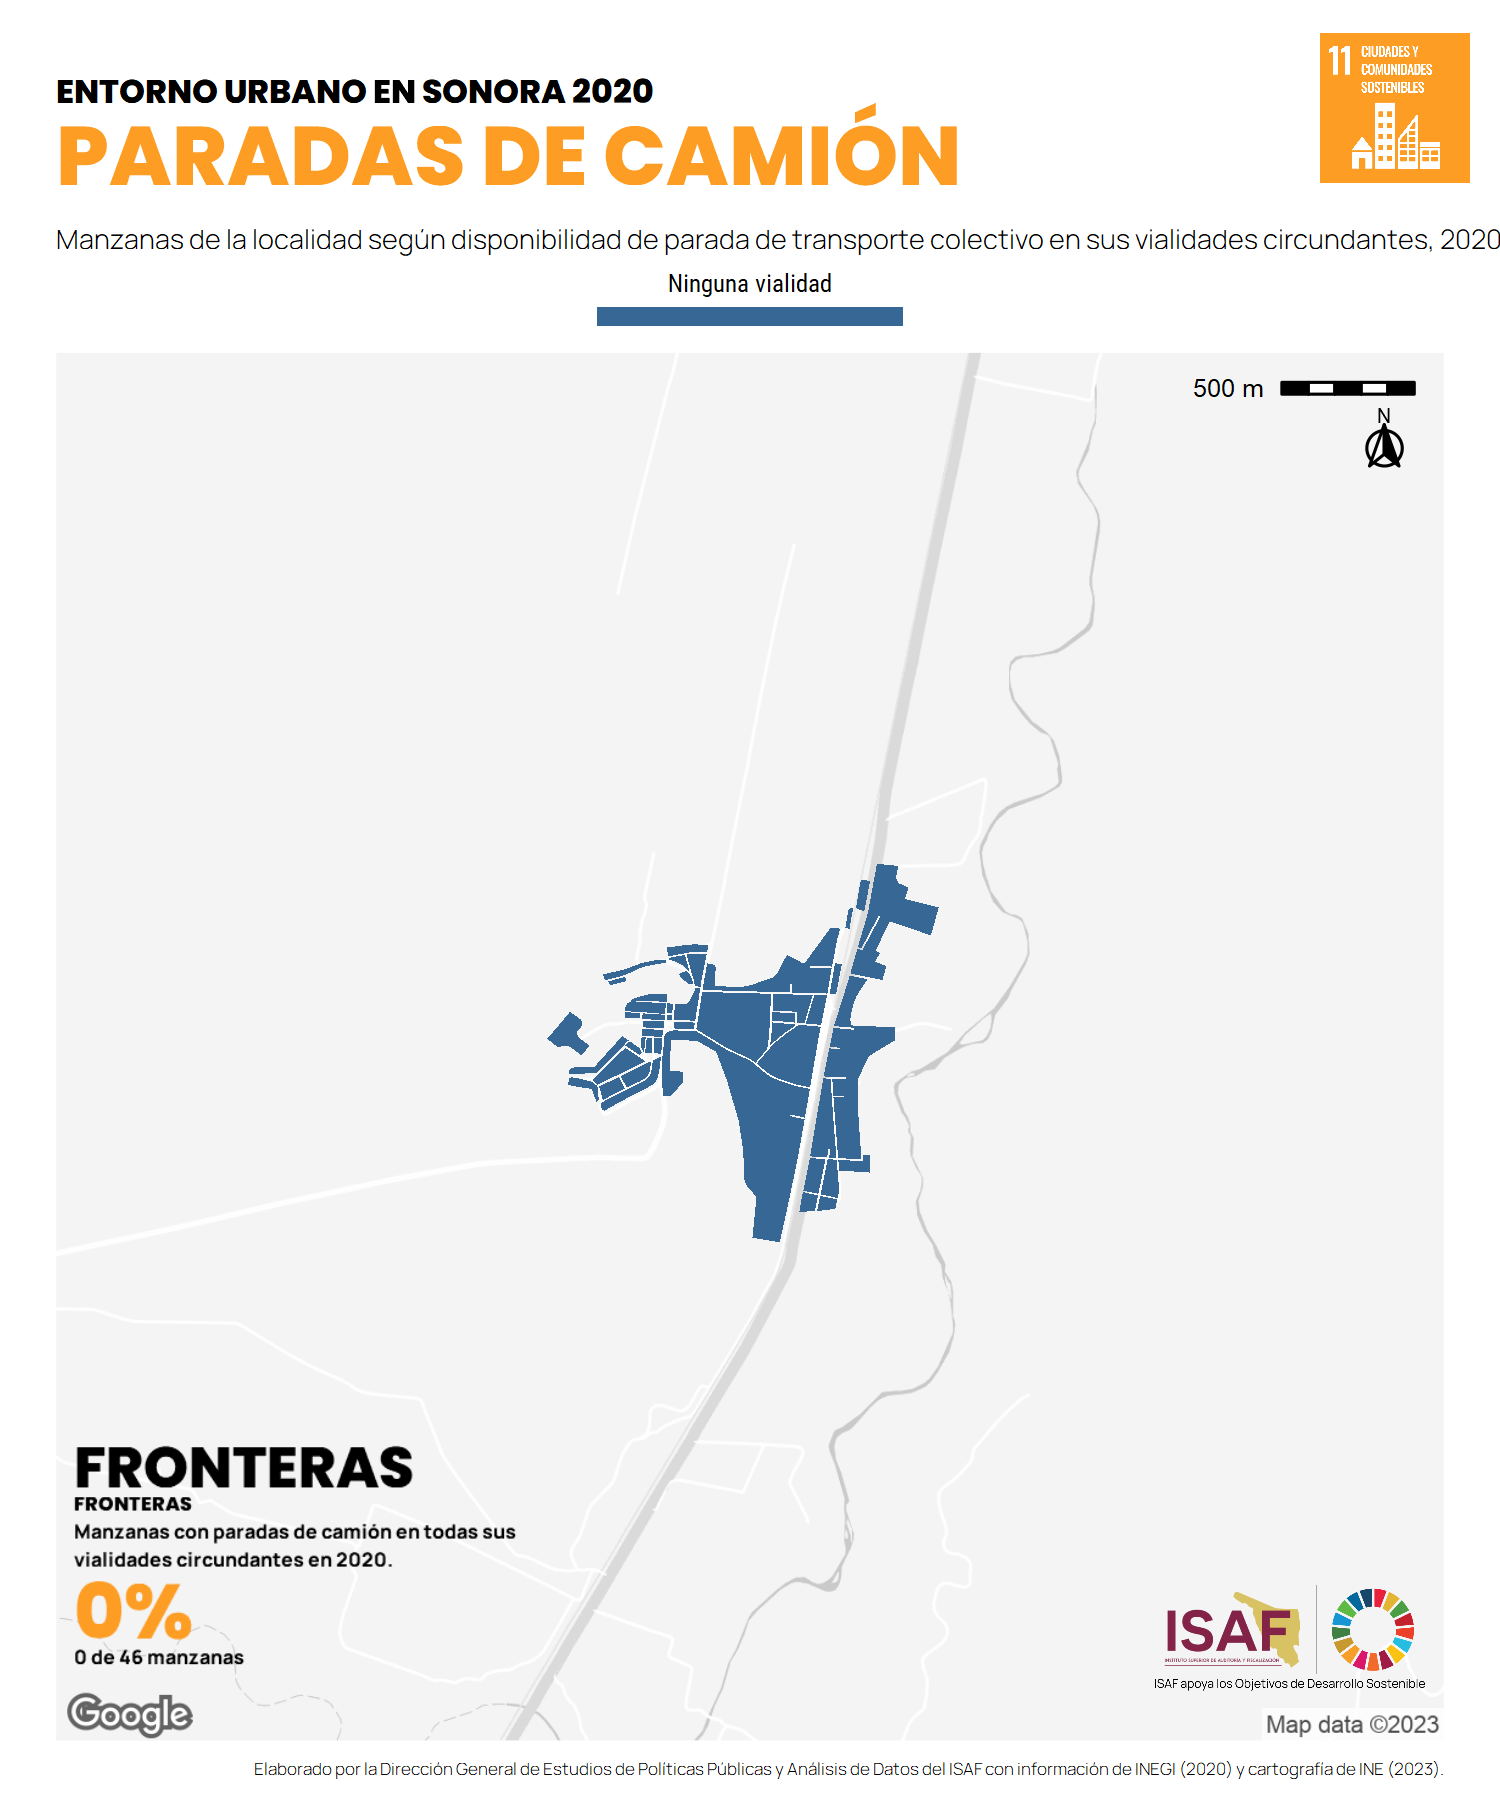 ENTORNO URBANO EN SONORA 2020
PARADAS DE CAMIÓN
11 CIUDADES Y
COMUNIDADES
SOSTENIBLES
Manzanas de la localidad según disponibilidad de parada de transporte colectivo en sus vialidades circundantes, 2020
Ninguna vialidad
500 m
N
FRONTERAS
FRONTERAS
Manzanas con paradas de camión en todas sus
vialidades circundantes en 2020.
0%
0 de 46 manzanas
Google
ISAF
INSTITUTO SUPERIOR DE AUDITORÍA Y FISCALIZACIÓN
ISAF apoya los Objetivos de Desarrollo Sostenible
Map data ©2023
Elaborado por la Dirección General de Estudios de Políticas Públicas y Análisis de Datos del ISAF con información de INEGI (2020) y cartografía de INE (2023).